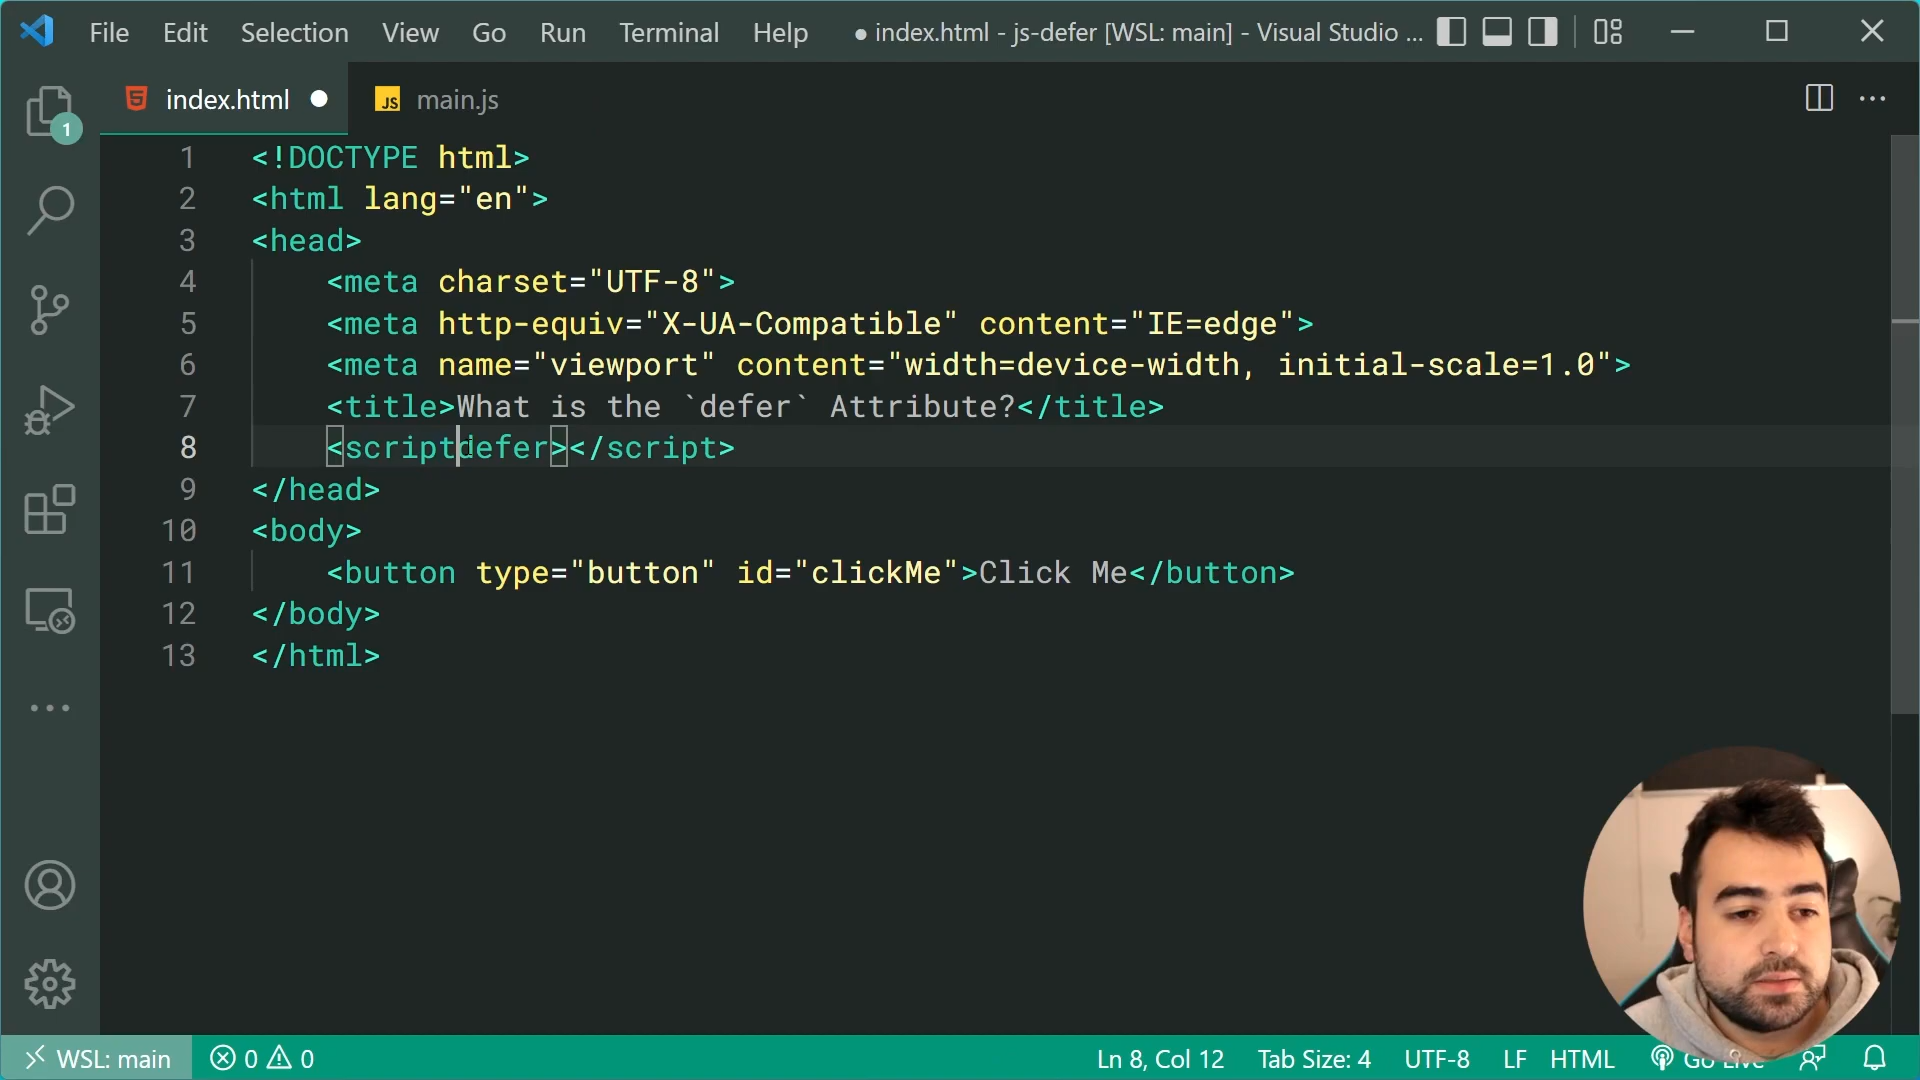 File Edit Selection View Go Run Terminal Help ● index.html - js-defer [WSL: main] - Visual Studio ...
index.html ● JS main.js
1
1 <!DOCTYPE html>
2 <html lang="en">
3 <head>
4 <meta charset="UTF-8">
5 <meta http-equiv="X-UA-Compatible" content="IE=edge">
6 <meta name="viewport" content="width=device-width, initial-scale=1.0">
7 <title>What is the `defer` Attribute?</title>
8 <scriptdefer></script>
9 </head>
10 <body>
11 <button type="button" id="clickMe">Click Me</button>
12 </body>
13 </html>
WSL: main 0 0 Ln 8, Col 12 Tab Size: 4 UTF-8 LF HTML Go Live